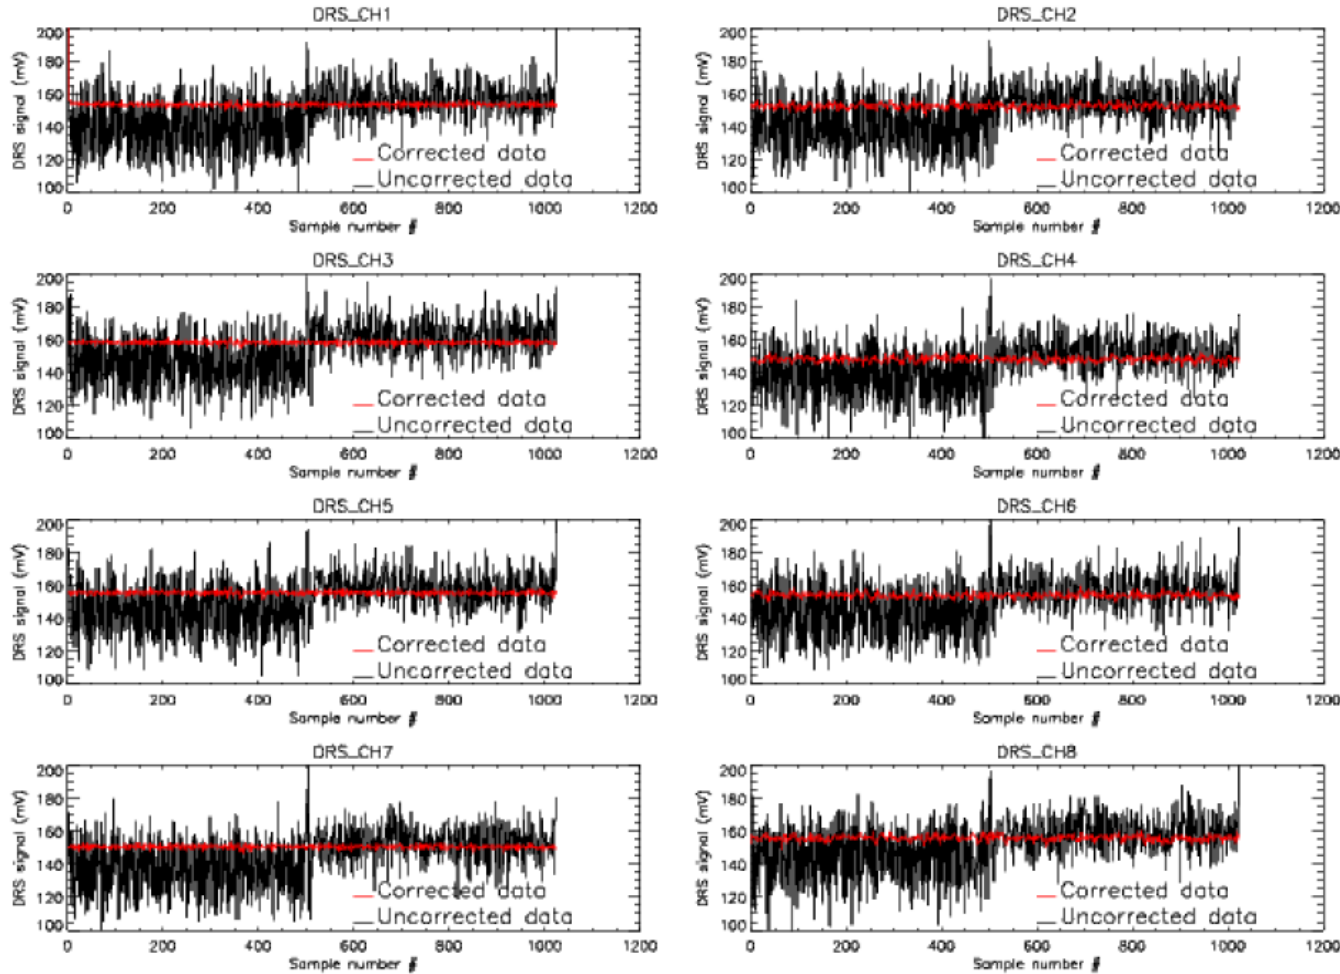 DRS_CH1
200
180
160
140
120
100
DRS signal (mV)
Corrected data
Uncorrected data
0 200 400 600 800 1000 1200
Sample number #
DRS_CH2
200
180
160
140
120
100
DRS signal (mV)
Corrected data
Uncorrected data
0 200 400 600 800 1000 1200
Sample number #
DRS_CH3
200
180
160
140
120
100
DRS signal (mV)
Corrected data
Uncorrected data
0 200 400 600 800 1000 1200
Sample number #
DRS_CH4
200
180
160
140
120
100
DRS signal (mV)
Corrected data
Uncorrected data
0 200 400 600 800 1000 1200
Sample number #
DRS_CH5
200
180
160
140
120
100
DRS signal (mV)
Corrected data
Uncorrected data
0 200 400 600 800 1000 1200
Sample number #
DRS_CH6
200
180
160
140
120
100
DRS signal (mV)
Corrected data
Uncorrected data
0 200 400 600 800 1000 1200
Sample number #
DRS_CH7
200
180
160
140
120
100
DRS signal (mV)
Corrected data
Uncorrected data
0 200 400 600 800 1000 1200
Sample number #
DRS_CH8
200
180
160
140
120
100
DRS signal (mV)
Corrected data
Uncorrected data
0 200 400 600 800 1000 1200
Sample number #